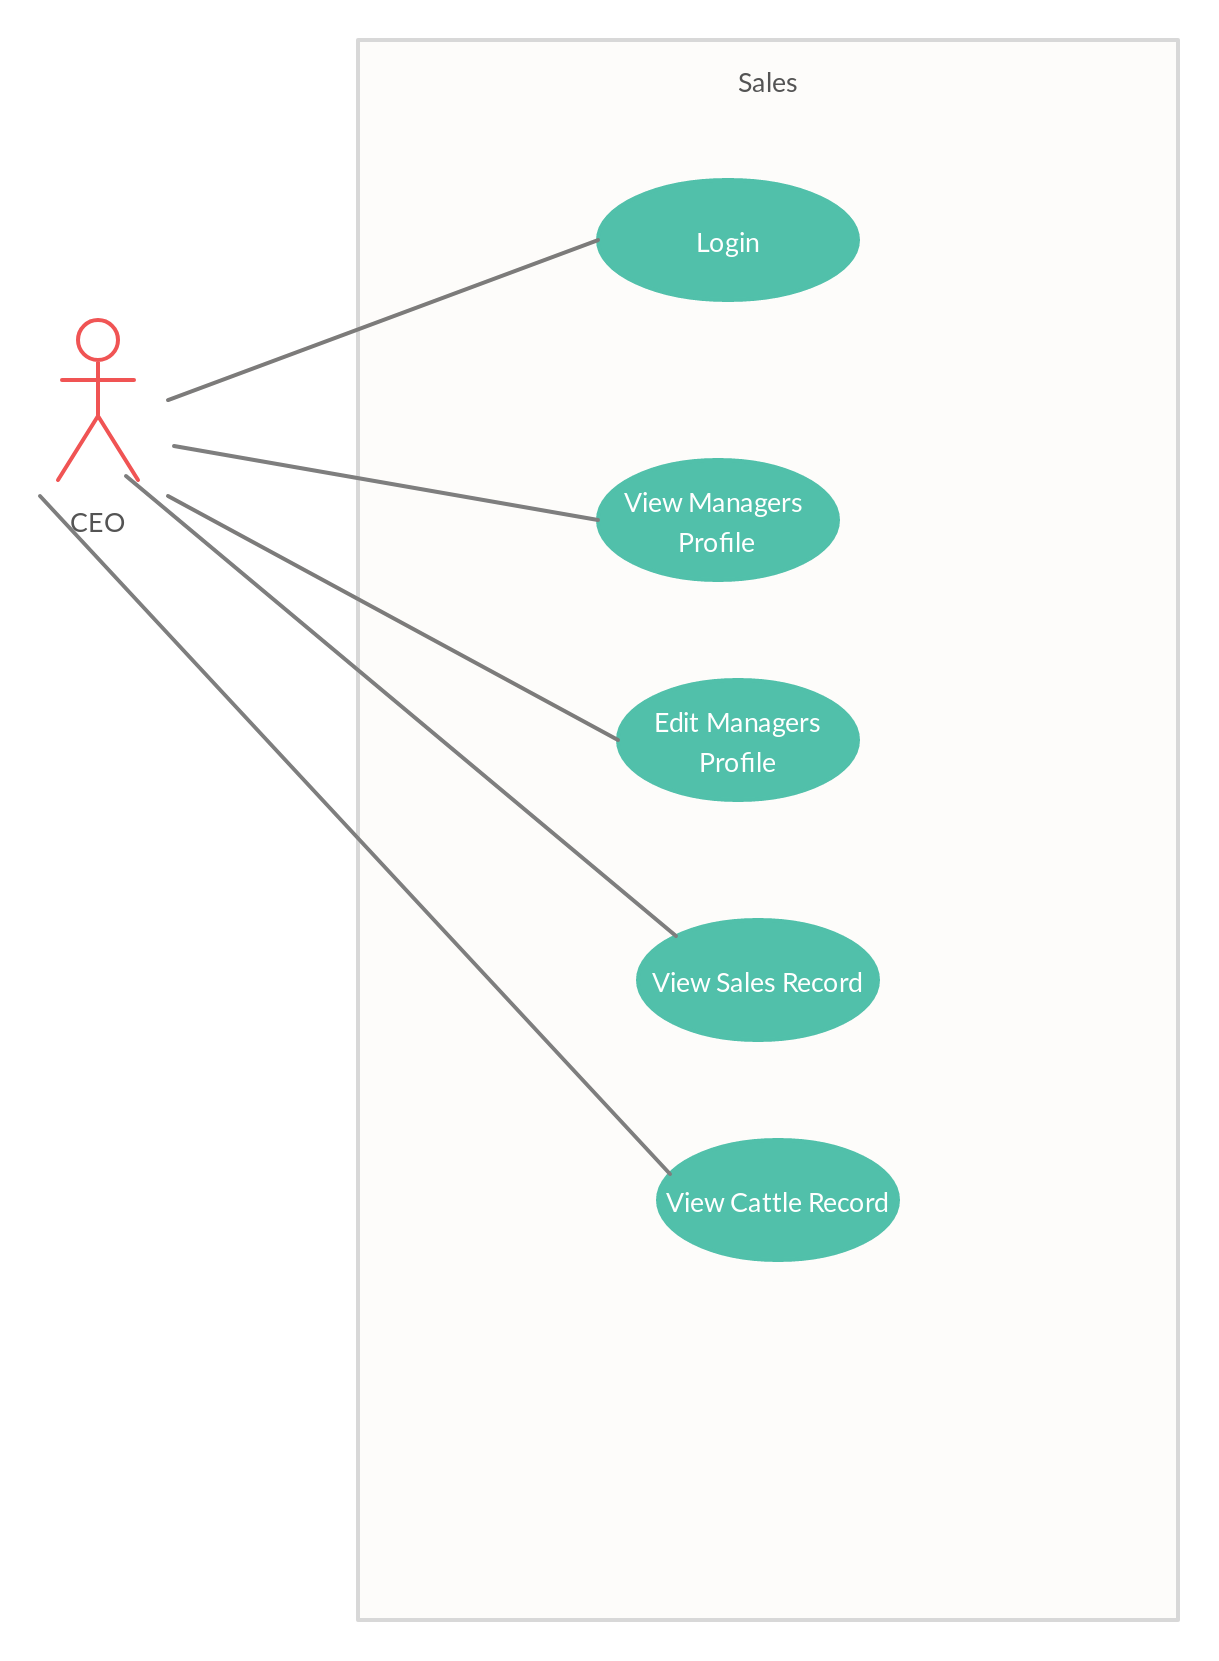 Sales
Login
CEO
View Managers
Profile
Edit Managers
Profile
View Sales Record
View Cattle Record